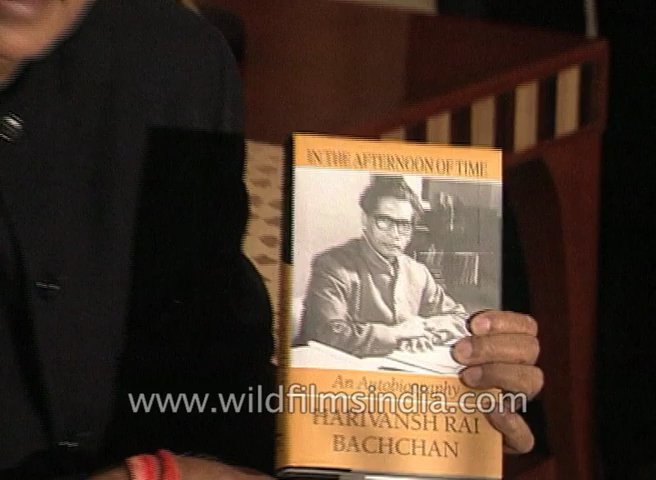 IN THE AFTERNOON OF TIME
An Autobiography
www.wildfilmsindia.com
HARIVANSH RAI
BACHCHAN